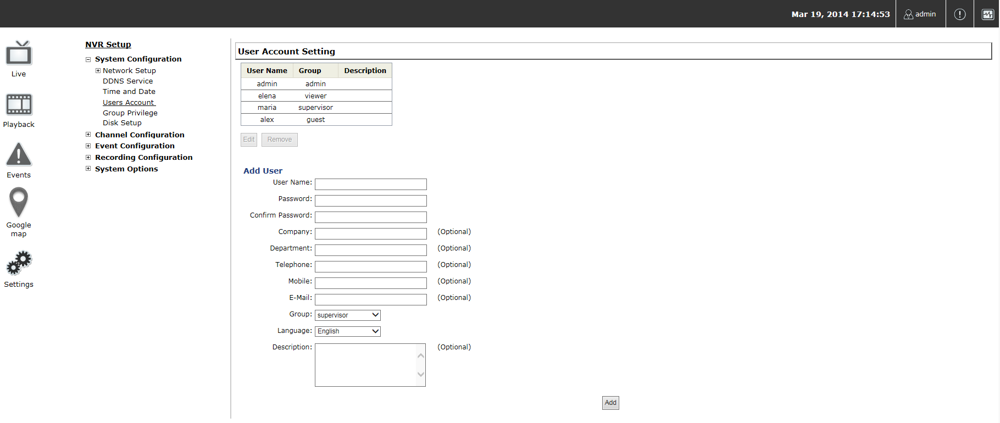 Mar 19, 2014 17:14:53 admin
Live
Playback
Events
Google
map
Settings
NVR Setup
System Configuration
Network Setup
DDNS Service
Time and Date
Users Account
Group Privilege
Disk Setup
Channel Configuration
Event Configuration
Recording Configuration
System Options
User Account Setting
User Name Group Description
admin admin
elena viewer
maria supervisor
alex guest
Edit Remove
Add User
User Name:
Password:
Confirm Password:
Company: (Optional)
Department: (Optional)
Telephone: (Optional)
Mobile: (Optional)
E-Mail: (Optional)
Group: supervisor
Language: English
Description: (Optional)
Add